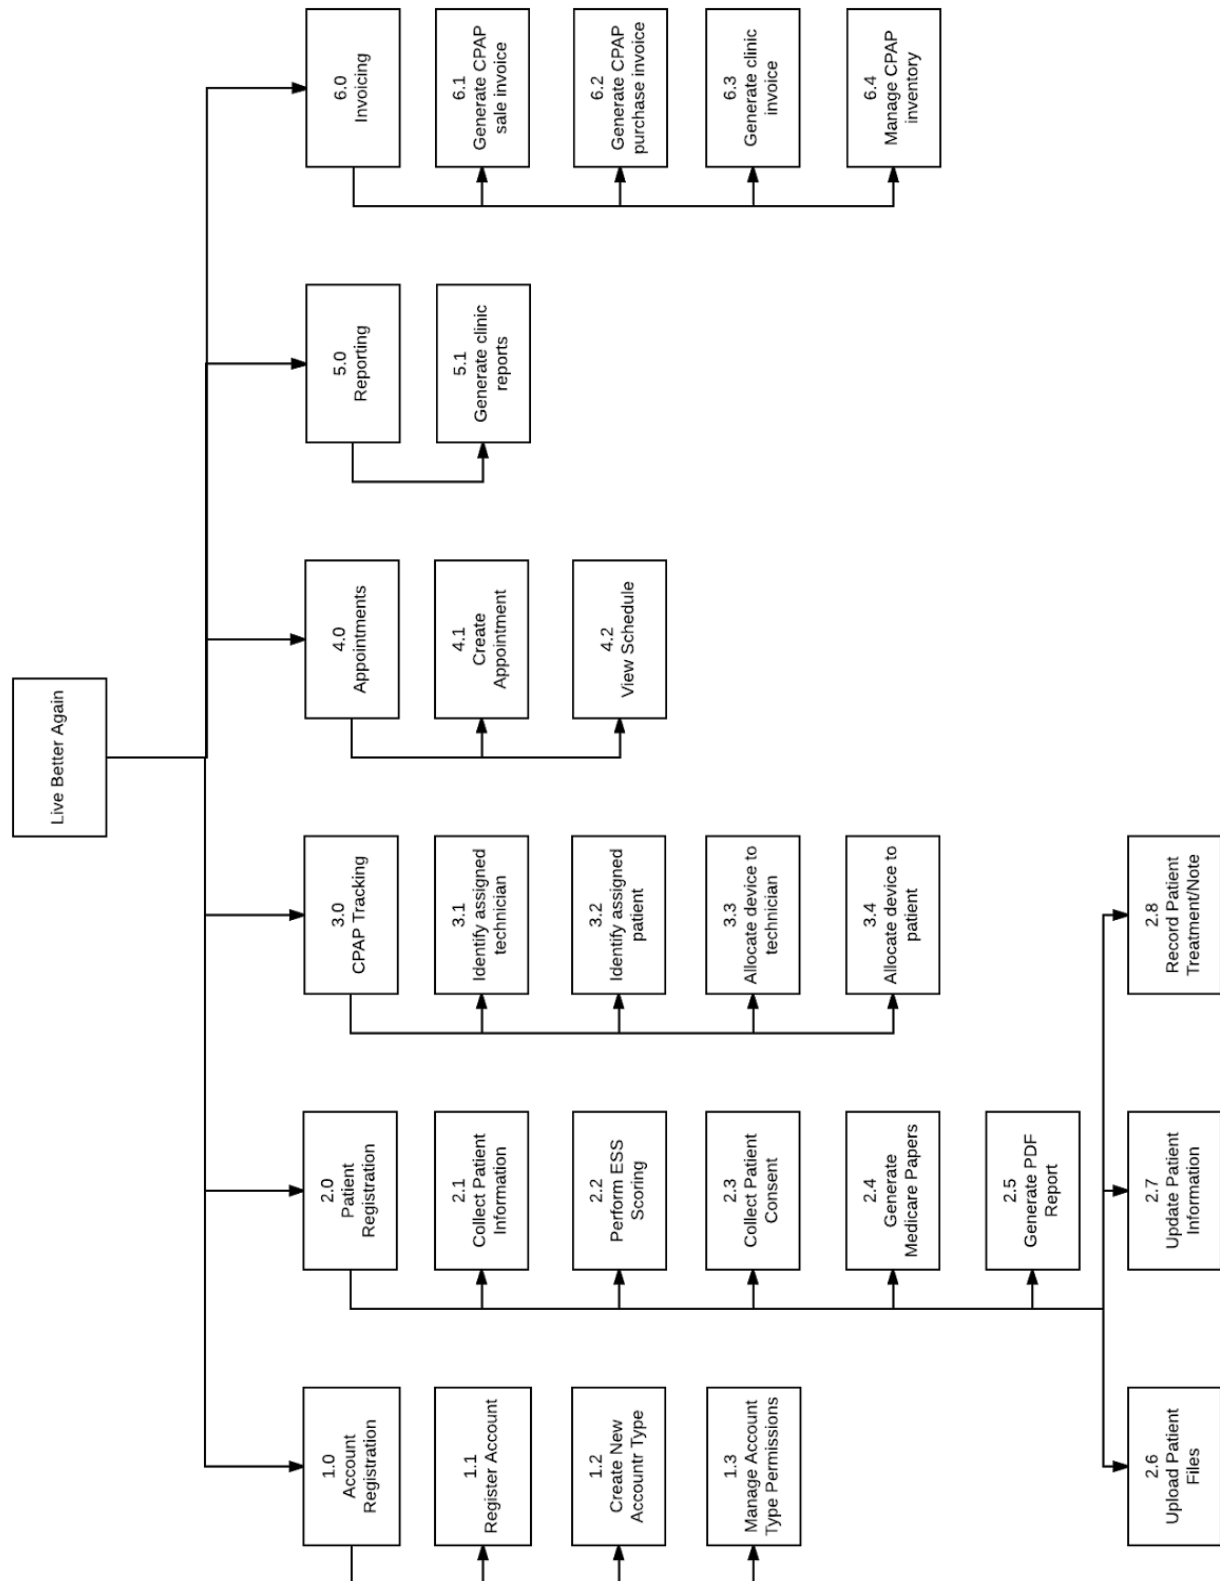 Live Better Again
1.0
Account
Registration
1.1
Register Account
1.2
Create New
Accountr Type
1.3
Manage Account
Type Permissions
2.0
Patient
Registration
2.1
Collect Patient
Information
2.2
Perform ESS
Scoring
2.3
Collect Patient
Consent
2.4
Generate
Medicare Papers
2.5
Generate PDF
Report
2.6
Upload Patient
Files
2.7
Update Patient
Information
2.8
Record Patient
Treatment/Note
3.0
CPAP Tracking
3.1
Identify assigned
technician
3.2
Identify assigned
patient
3.3
Allocate device to
technician
3.4
Allocate device to
patient
4.0
Appointments
4.1
Create
Appointment
4.2
View Schedule
5.0
Reporting
5.1
Generate clinic
reports
6.0
Invoicing
6.1
Generate CPAP
sale invoice
6.2
Generate CPAP
purchase invoice
6.3
Generate clinic
invoice
6.4
Manage CPAP
inventory